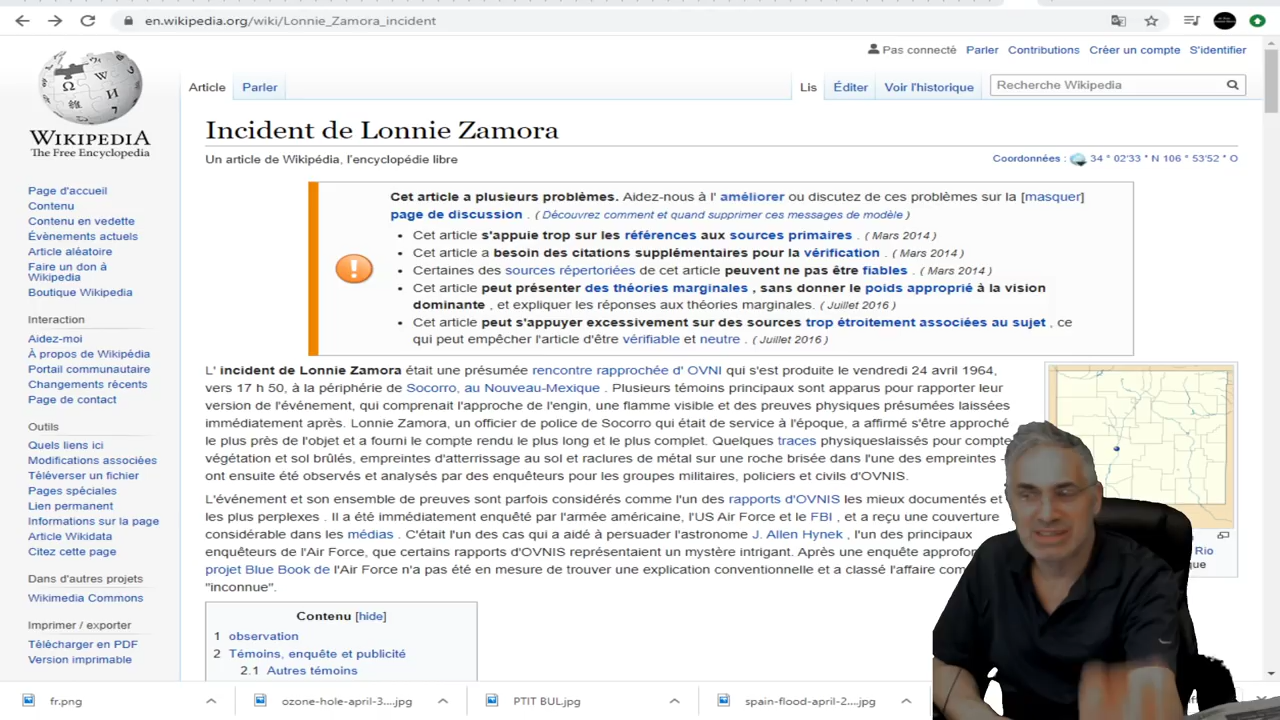 en.wikipedia.org/wiki/Lonnie_Zamora_incident
Pas connecté Parler Contributions Créer un compte S'identifier
Article Parler Lis Éditer Voir l'historique Recherche Wikipedia
WIKIPEDIA
The Free Encyclopedia
Incident de Lonnie Zamora
Un article de Wikipédia, l'encyclopédie libre
Coordonnées : 34 ° 02'33 ° N 106 ° 53'52 ° O
Page d'accueil
Contenu
Contenu en vedette
Évènements actuels
Article aléatoire
Faire un don à
Wikipedia
Boutique Wikipedia
Interaction
Aidez-moi
À propos de Wikipédia
Portail communautaire
Changements récents
Page de contact
Outils
Quels liens ici
Modifications associées
Téléverser un fichier
Pages spéciales
Lien permanent
Informations sur la page
Article Wikidata
Citez cette page
Dans d'autres projets
Wikimedia Commons
Imprimer / exporter
Télécharger en PDF
Version imprimable
Cet article a plusieurs problèmes. Aidez-nous à l' améliorer ou discutez de ces problèmes sur la [masquer]
page de discussion . ( Découvrez comment et quand supprimer ces messages de modèle )
• Cet article s'appuie trop sur les références aux sources primaires . ( Mars 2014 )
• Cet article a besoin des citations supplémentaires pour la vérification . ( Mars 2014 )
• Certaines des sources répertoriées de cet article peuvent ne pas être fiables . ( Mars 2014 )
• Cet article peut présenter des théories marginales , sans donner le poids approprié à la vision
dominante , et expliquer les réponses aux théories marginales. ( Juillet 2016 )
• Cet article peut s'appuyer excessivement sur des sources trop étroitement associées au sujet , ce
qui peut empêcher l'article d'être vérifiable et neutre . ( Juillet 2016 )
L' incident de Lonnie Zamora était une présumée rencontre rapprochée d' OVNI qui s'est produite le vendredi 24 avril 1964,
vers 17 h 50, à la périphérie de Socorro, au Nouveau-Mexique . Plusieurs témoins principaux sont apparus pour rapporter leur
version de l'événement, qui comprenait l'approche de l'engin, une flamme visible et des preuves physiques présumées laissées
immédiatement après. Lonnie Zamora, un officier de police de Socorro qui était de service à l'époque, a affirmé s'être approché
le plus près de l'objet et a fourni le compte rendu le plus long et le plus complet. Quelques traces physiqueslaissés pour compte
végétation et sol brûlés, empreintes d'atterrissage au sol et raclures de métal sur une roche brisée dans l'une des empreintes -
ont ensuite été observés et analysés par des enquêteurs pour les groupes militaires, policiers et civils d'OVNIS.
L'événement et son ensemble de preuves sont parfois considérés comme l'un des rapports d'OVNIS les mieux documentés et
les plus perplexes . Il a été immédiatement enquêté par l'armée américaine, l'US Air Force et le FBI , et a reçu une couverture
considérable dans les médias . C'était l'un des cas qui a aidé à persuader l'astronome J. Allen Hynek , l'un des principaux
enquêteurs de l'Air Force, que certains rapports d'OVNIS représentaient un mystère intrigant. Après une enquête
projet Blue Book de l'Air Force n'a pas été en mesure de trouver une explication conventionnelle et a classé l'affaire
"inconnue".
Rio
que
Contenu [hide]
1 observation
2 Témoins, enquête et publicité
2.1 Autres témoins
fr.png ozone-hole-april-3....jpg PTIT BUL.jpg spain-flood-april-2....jpg